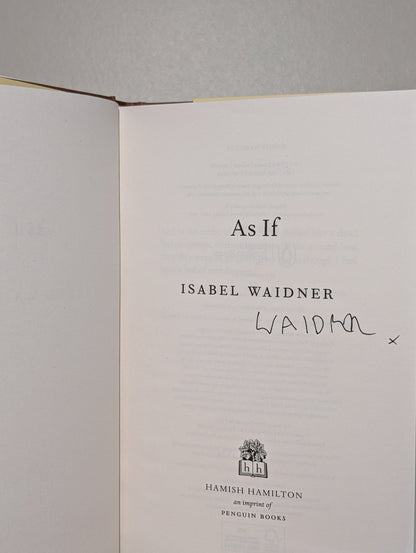 As If
ISABEL WAIDNER
WAIDNER x
h h
HAMISH HAMILTON
an imprint of
PENGUIN BOOKS